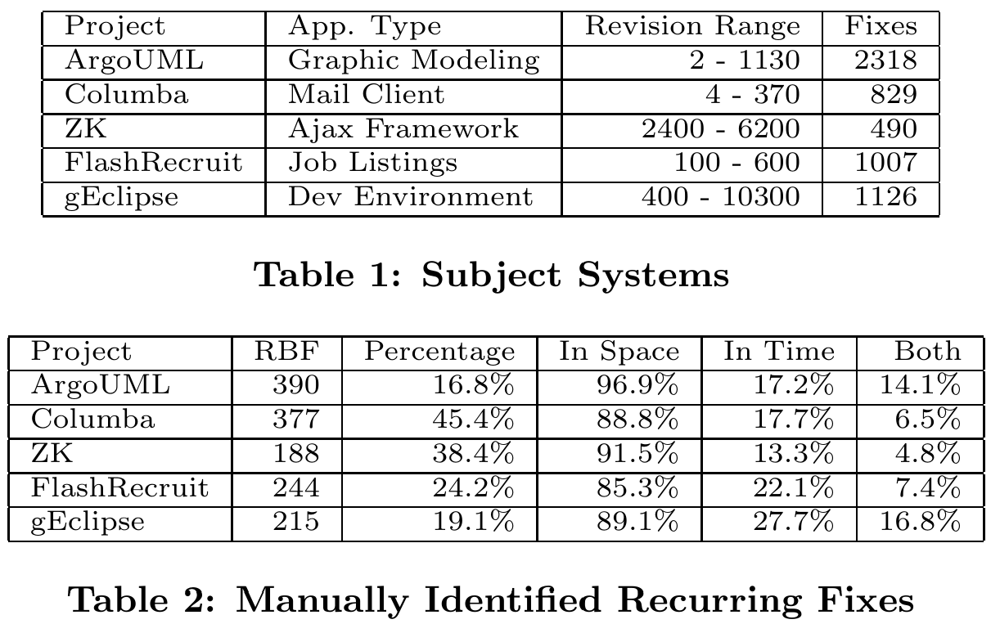 Project App. Type Revision Range Fixes
ArgoUML Graphic Modeling 2 - 1130 2318
Columba Mail Client 4 - 370 829
ZK Ajax Framework 2400 - 6200 490
FlashRecruit Job Listings 100 - 600 1007
gEclipse Dev Environment 400 - 10300 1126
Table 1: Subject Systems
Project RBF Percentage In Space In Time Both
ArgoUML 390 16.8% 96.9% 17.2% 14.1%
Columba 377 45.4% 88.8% 17.7% 6.5%
ZK 188 38.4% 91.5% 13.3% 4.8%
FlashRecruit 244 24.2% 85.3% 22.1% 7.4%
gEclipse 215 19.1% 89.1% 27.7% 16.8%
Table 2: Manually Identified Recurring Fixes